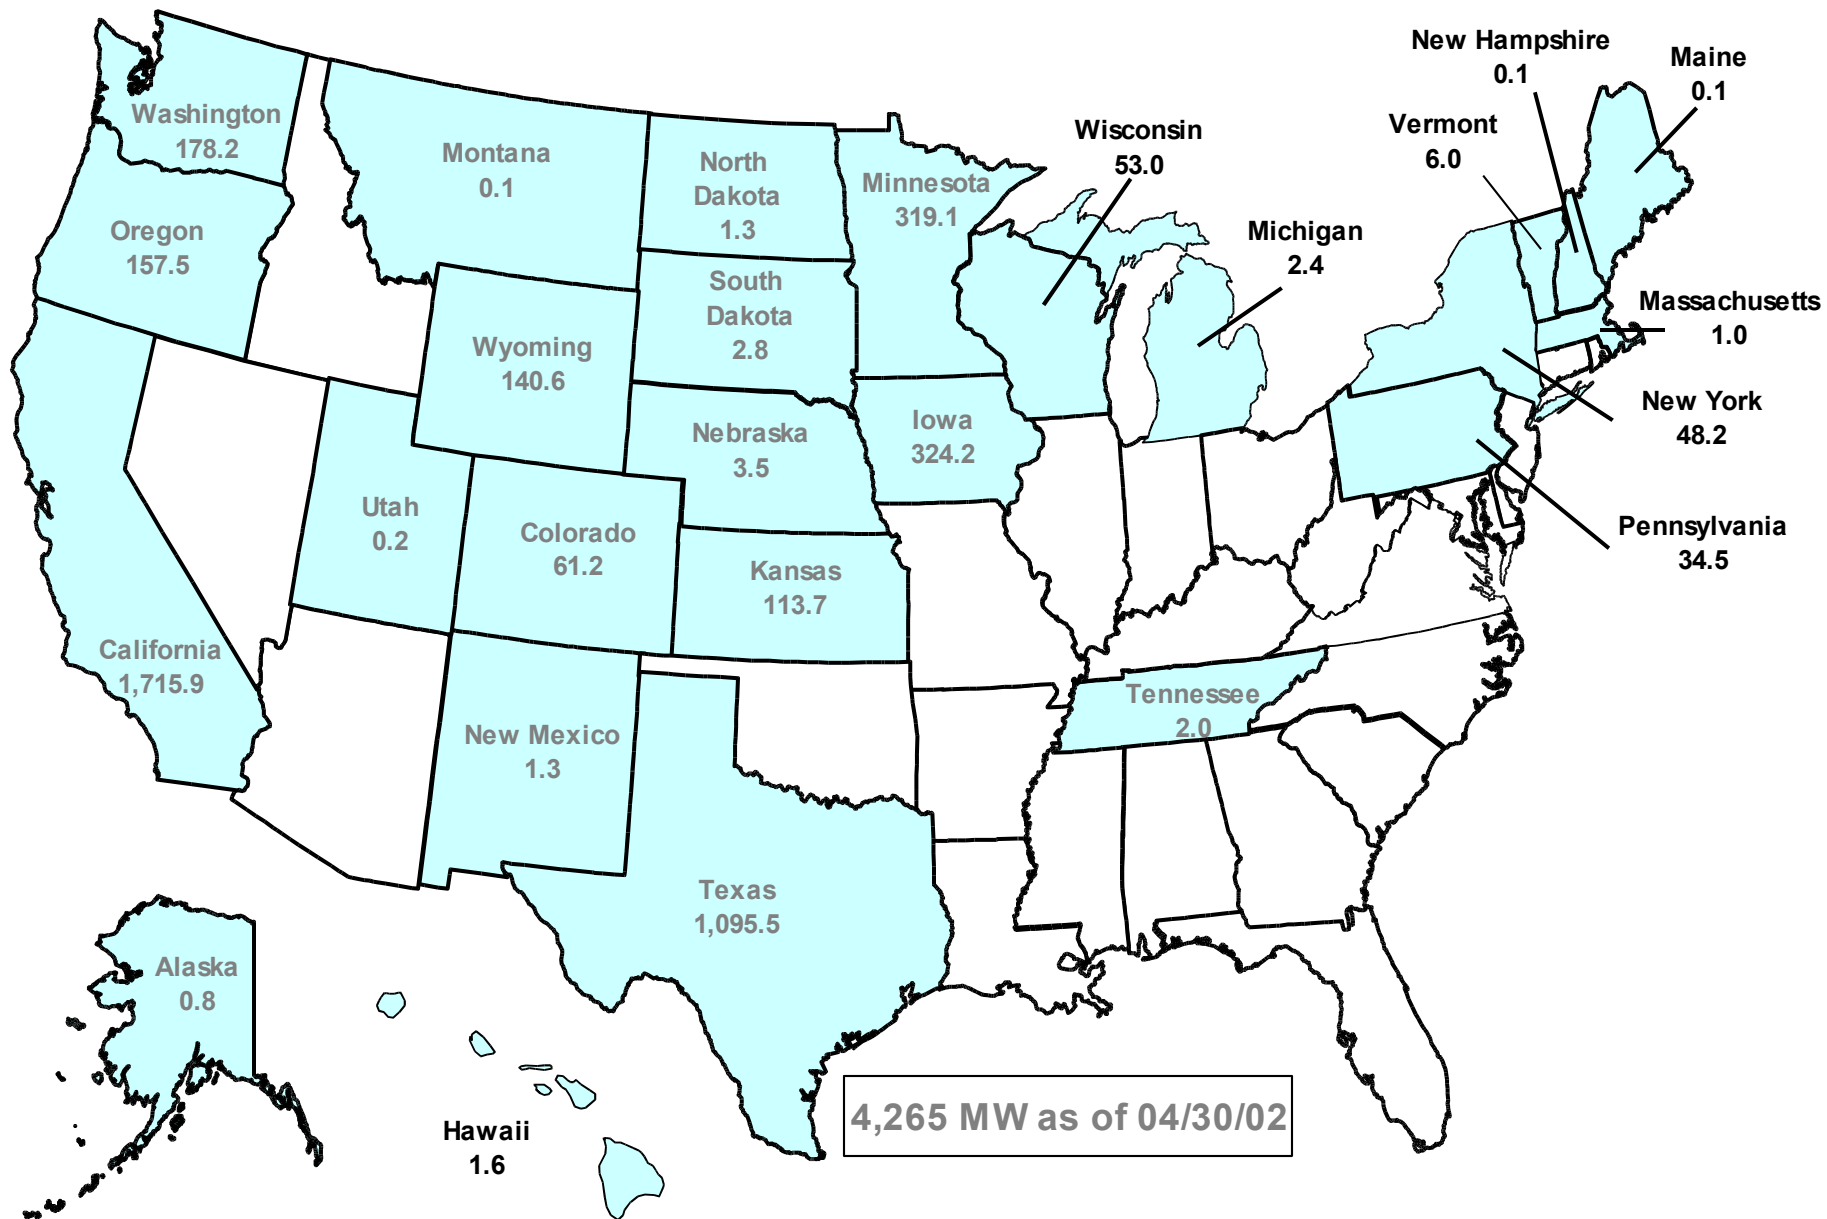 New Hampshire
0.1
Maine
0.1
Washington
178.2
Montana
0.1
North
Dakota
1.3
Minnesota
319.1
Wisconsin
53.0
Vermont
6.0
Oregon
157.5
Michigan
2.4
South
Dakota
2.8
Massachusetts
1.0
Wyoming
140.6
New York
48.2
Nebraska
3.5
Iowa
324.2
Utah
0.2
Colorado
61.2
Kansas
113.7
Pennsylvania
34.5
California
1,715.9
New Mexico
1.3
Tennessee
2.0
Texas
1,095.5
Alaska
0.8
Hawaii
1.6
4,265 MW as of 04/30/02